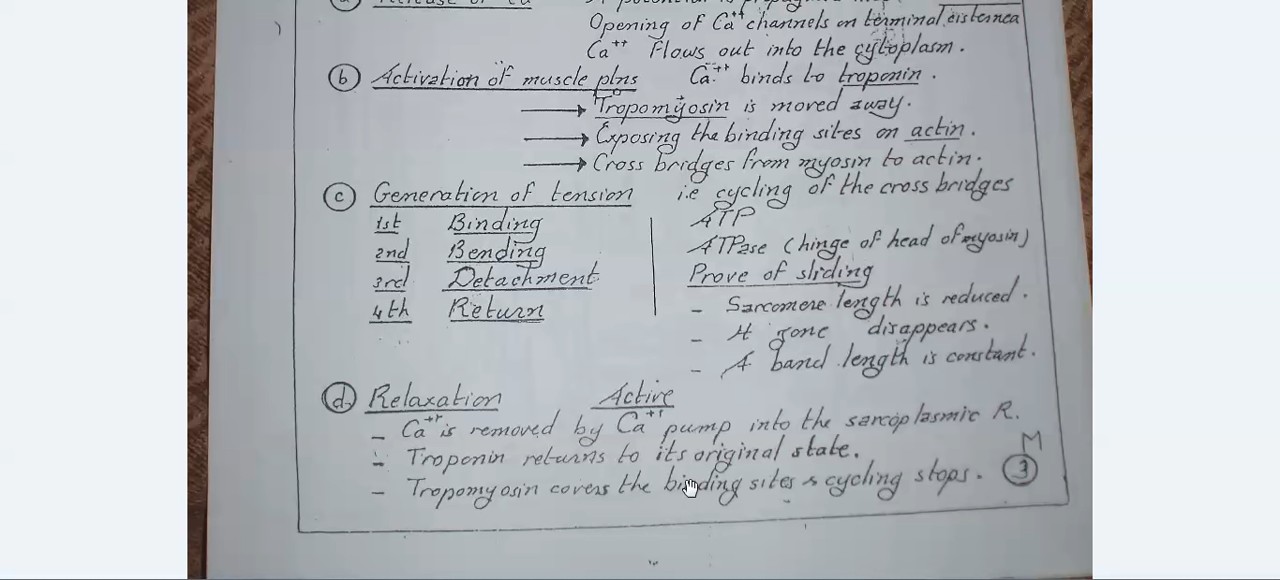 (a) Release of Ca
Opening of Ca++ channels on terminal cisternea
Ca++ Flows out into the cytoplasm.
(b) Activation of muscle ptns Ca++ binds to troponin.
→ Tropomyosin is moved away.
→ Exposing the binding sites on actin.
→ Cross bridges from myosin to actin.
(c) Generation of tension i.e cycling of the cross bridges
1st Binding ATP
2nd Bending ATPase (hinge of head of myosin)
3rd Detachment Prove of sliding
4th Return - Sarcomere length is reduced.
- H zone disappears.
- A band length is constant.
(d) Relaxation Active
- Ca++ is removed by Ca++ pump into the sarcoplasmic R.
- Troponin returns to its original state.
- Tropomyosin covers the binding sites & cycling stops.
M
3